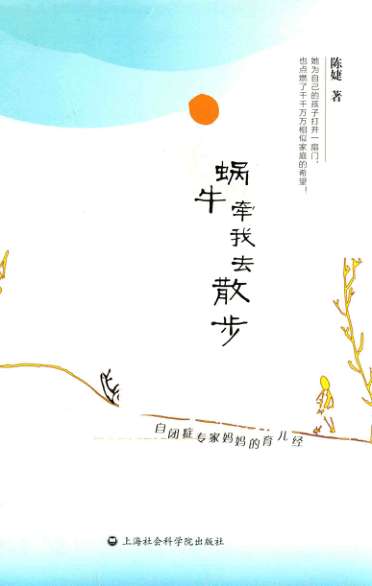 陈婕 著
她为自己的孩子打开一扇门，
也点燃了千千万万相似家庭的希望！
蜗牛牵我去散步
自闭症专家妈妈的育儿经
上海社会科学院出版社